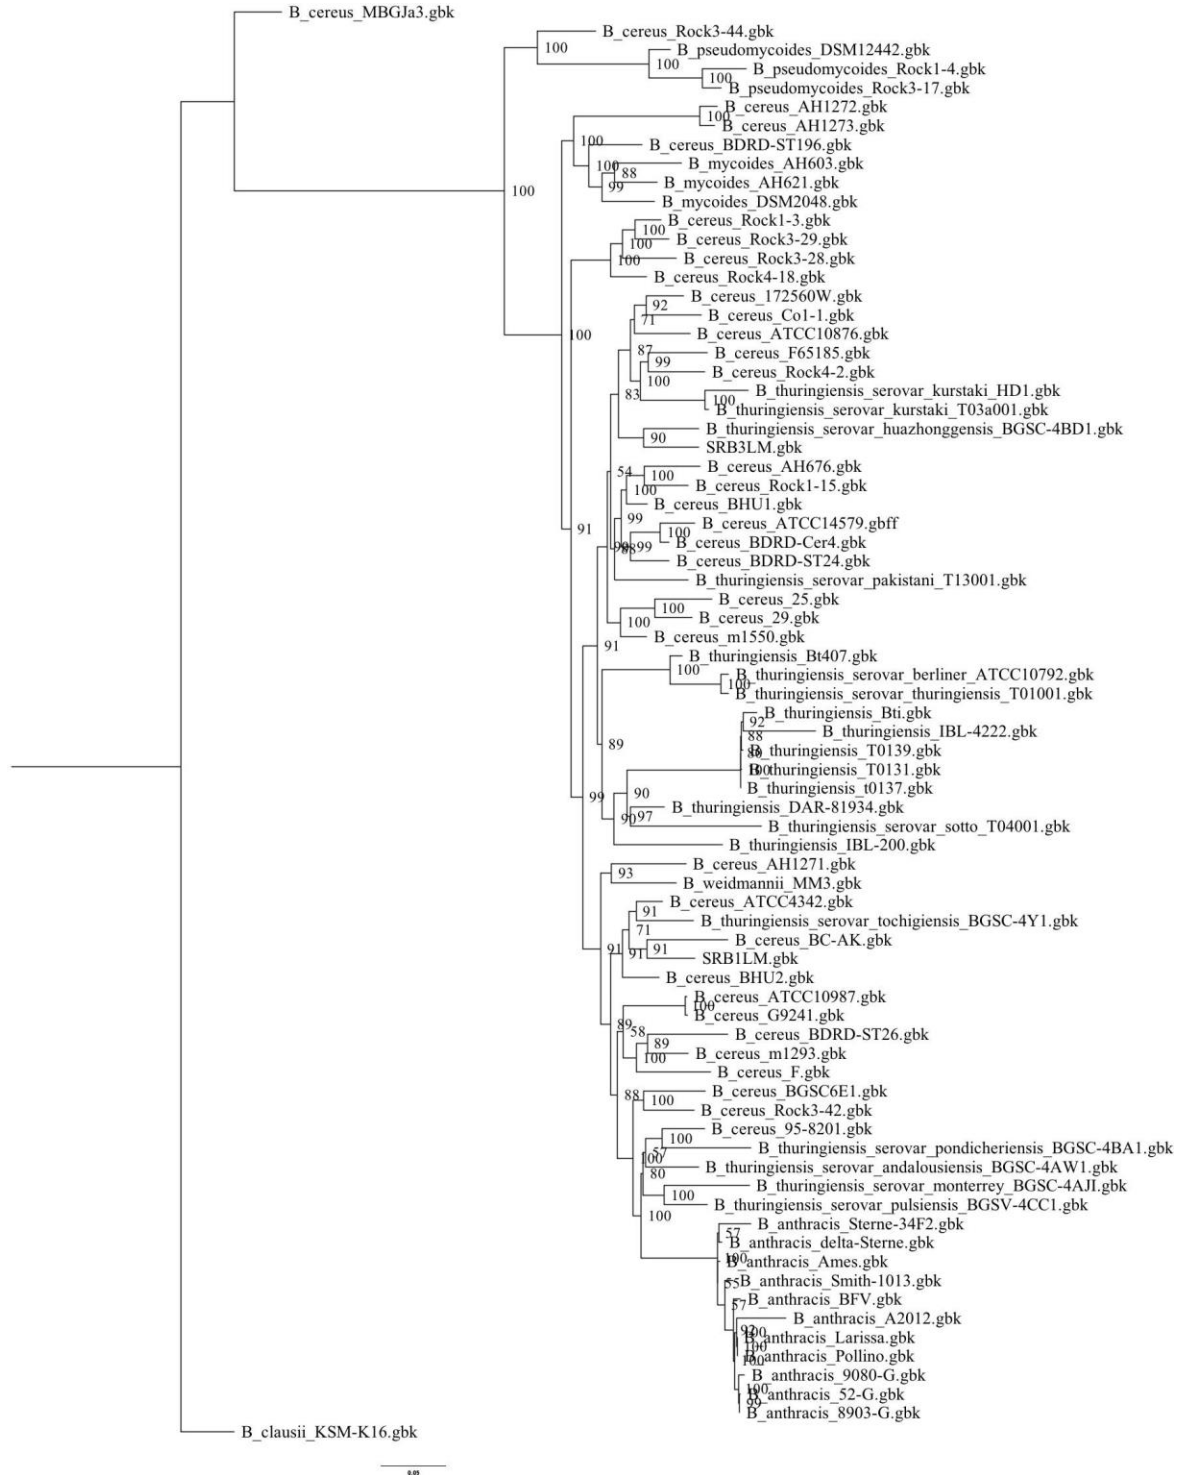 B_cereus_MBGJa3.gbk
B_cereus_Rock3-44.gbk
100
B_pseudomycoides_DSM12442.gbk
100
B_pseudomycoides_Rock1-4.gbk
100
B_pseudomycoides_Rock3-17.gbk
B_cereus_AH1272.gbk
100
B_cereus_AH1273.gbk
100
B_cereus_BDRD-ST196.gbk
100
B_mycoides_AH603.gbk
88
B_mycoides_AH621.gbk
99
100
B_mycoides_DSM2048.gbk
B_cereus_Rock1-3.gbk
100
B_cereus_Rock3-29.gbk
100
B_cereus_Rock3-28.gbk
100
B_cereus_Rock4-18.gbk
B_cereus_172560W.gbk
92
B_cereus_Co1-1.gbk
71
B_cereus_ATCC10876.gbk
100
87
B_cereus_F65185.gbk
99
B_cereus_Rock4-2.gbk
100
B_thuringiensis_serovar_kurstaki_HD1.gbk
83
100
B_thuringiensis_serovar_kurstaki_T03a001.gbk
B_thuringiensis_serovar_huazhonggensis_BGSC-4BD1.gbk
90
SRB3LM.gbk
B_cereus_AH676.gbk
54
100
B_cereus_Rock1-15.gbk
100
B_cereus_BHU1.gbk
99
B_cereus_ATCC14579.gbff
91
100
B_cereus_BDRD-Cer4.gbk
99
B_cereus_BDRD-ST24.gbk
B_thuringiensis_serovar_pakistani_T13001.gbk
B_cereus_25.gbk
100
B_cereus_29.gbk
100
B_cereus_m1550.gbk
91
B_thuringiensis_Bt407.gbk
100
B_thuringiensis_serovar_berliner_ATCC10792.gbk
100
B_thuringiensis_serovar_thuringiensis_T01001.gbk
B_thuringiensis_Bti.gbk
92
B_thuringiensis_IBL-4222.gbk
88
89
B_thuringiensis_T0139.gbk
B_thuringiensis_T0131.gbk
100
B_thuringiensis_t0137.gbk
90
99
B_thuringiensis_DAR-81934.gbk
90
97
B_thuringiensis_serovar_sotto_T04001.gbk
B_thuringiensis_IBL-200.gbk
B_cereus_AH1271.gbk
93
B_weidmannii_MM3.gbk
B_cereus_ATCC4342.gbk
91
B_thuringiensis_serovar_tochigiensis_BGSC-4Y1.gbk
71
B_cereus_BC-AK.gbk
91
91
91
SRB1LM.gbk
B_cereus_BHU2.gbk
B_cereus_ATCC10987.gbk
100
B_cereus_G9241.gbk
89
58
B_cereus_BDRD-ST26.gbk
89
B_cereus_m1293.gbk
100
B_cereus_F.gbk
B_cereus_BGSC6E1.gbk
88
100
B_cereus_Rock3-42.gbk
B_cereus_95-8201.gbk
100
B_thuringiensis_serovar_pondicheriensis_BGSC-4BA1.gbk
57
100
B_thuringiensis_serovar_andalousiensis_BGSC-4AW1.gbk
80
B_thuringiensis_serovar_monterrey_BGSC-4AJI.gbk
100
B_thuringiensis_serovar_pulsiensis_BGSV-4CC1.gbk
100
B_anthracis_Sterne-34F2.gbk
57
B_anthracis_delta-Sterne.gbk
100
B_anthracis_Ames.gbk
B_anthracis_Smith-1013.gbk
55
B_anthracis_BFV.gbk
57
B_anthracis_A2012.gbk
92
100
B_anthracis_Larissa.gbk
100
B_anthracis_Pollino.gbk
100
B_anthracis_9080-G.gbk
100
B_anthracis_52-G.gbk
99
B_anthracis_8903-G.gbk
B_clausii_KSM-K16.gbk